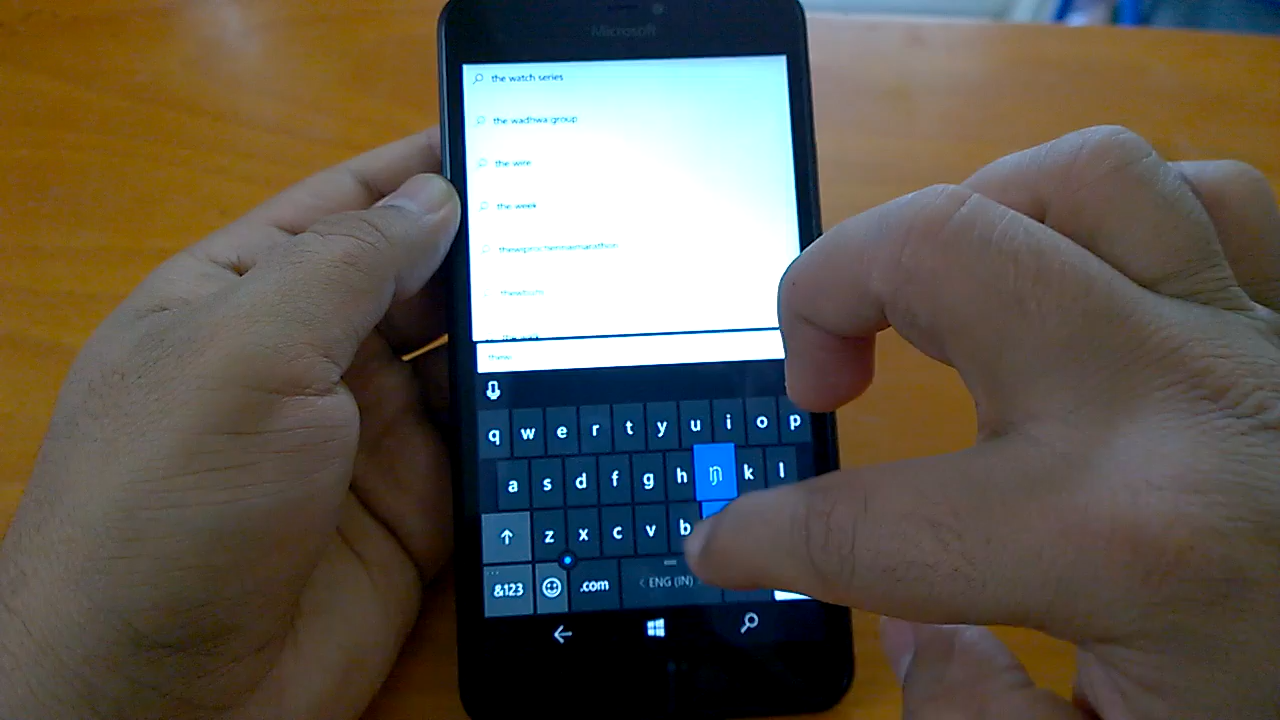 Microsoft
the watch series
the wadhwa group
the wire
the week
thew
q w e r t y u i o p
a s d f g h k l
z x c v b
&123 .com < ENG (IN)